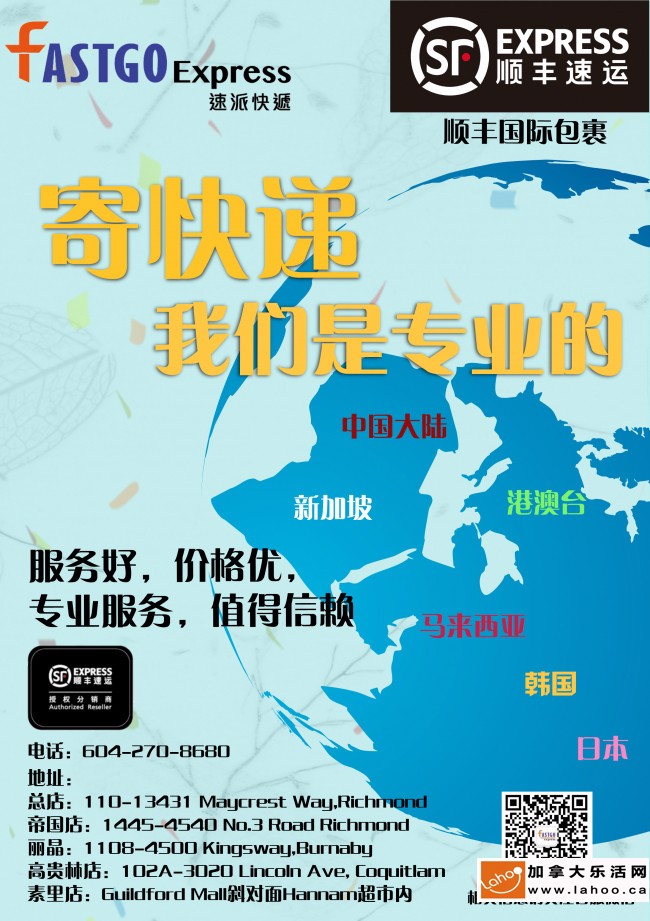 FASTGO Express
速派快遞
SF EXPRESS
顺丰速运
顺丰国际包裹
寄快递
我们是专业的
中国大陆
新加坡
港澳台
服务好，价格优，
专业服务，值得信赖
马来西亚
韩国
日本
SF EXPRESS
顺丰速运
授权分销商
Authorized Reseller
电话：604-270-8680
地址：
总店：110-13431 Maycrest Way,Richmond
帝国店：1445-4540 No.3 Road Richmond
丽晶：1108-4500 Kingsway,Burnaby
高贵林店：102A-3020 Lincoln Ave, Coquitlam
素里店：Guildford Mall斜对面Hannam超市内
FASTGO
Lahoo 加拿大乐活网
www.lahoo.ca